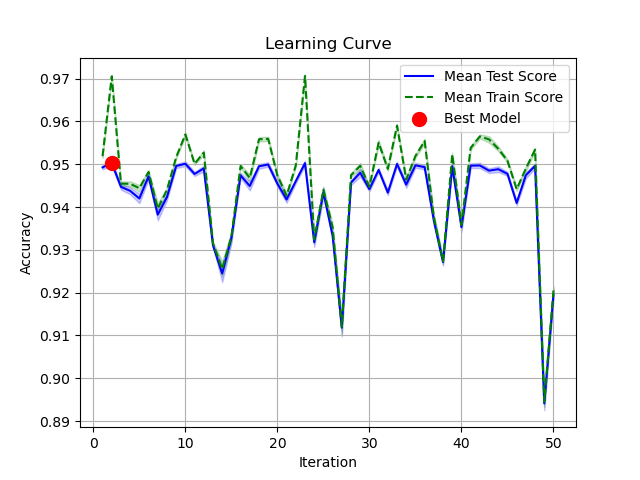 Learning Curve
Mean Test Score
Mean Train Score
Best Model
Accuracy
0.97
0.96
0.95
0.94
0.93
0.92
0.91
0.90
0.89
0 10 20 30 40 50
Iteration